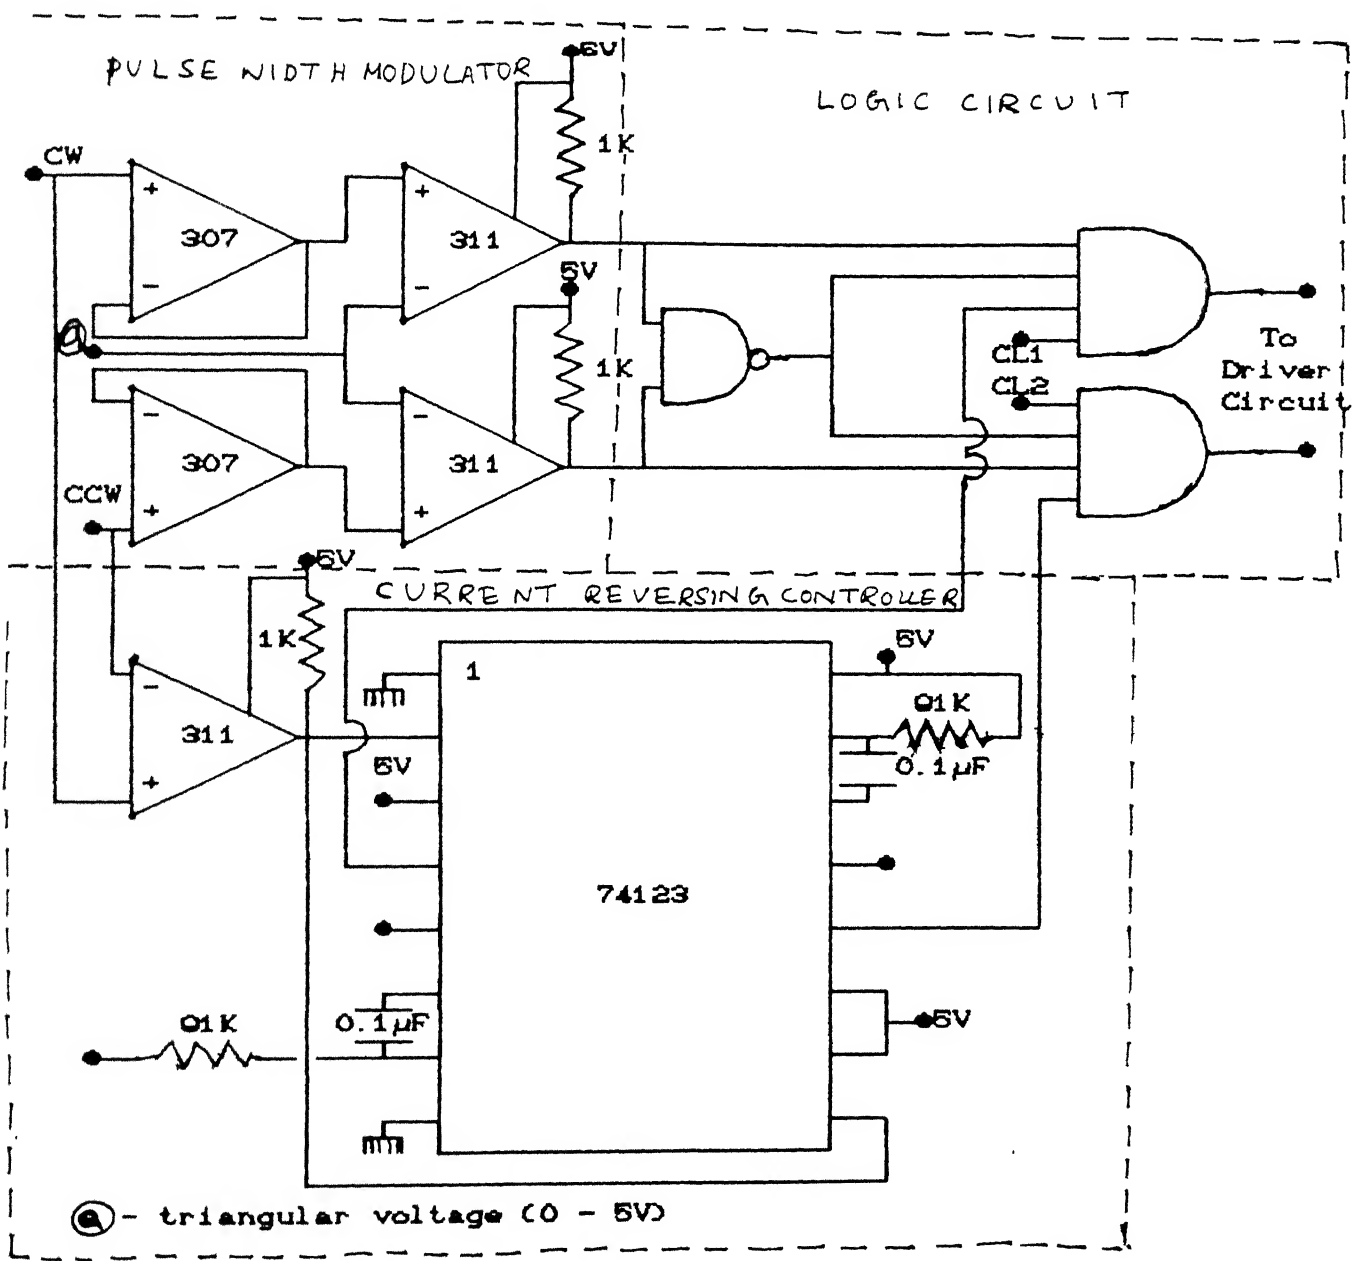 PULSE WIDTH MODULATOR
5V
LOGIC CIRCUIT
CW
1K
+
307
-
+
311
-
5V
a
1K
CL1
CL2
To
Driver
Circuit
-
307
+
-
311
+
CCW
5V
CURRENT REVERSING CONTROLLER
1K
-
311
+
1
5V
91K
0.1µF
5V
74123
91K
0.1µF
5V
a - triangular voltage (0 - 5V)